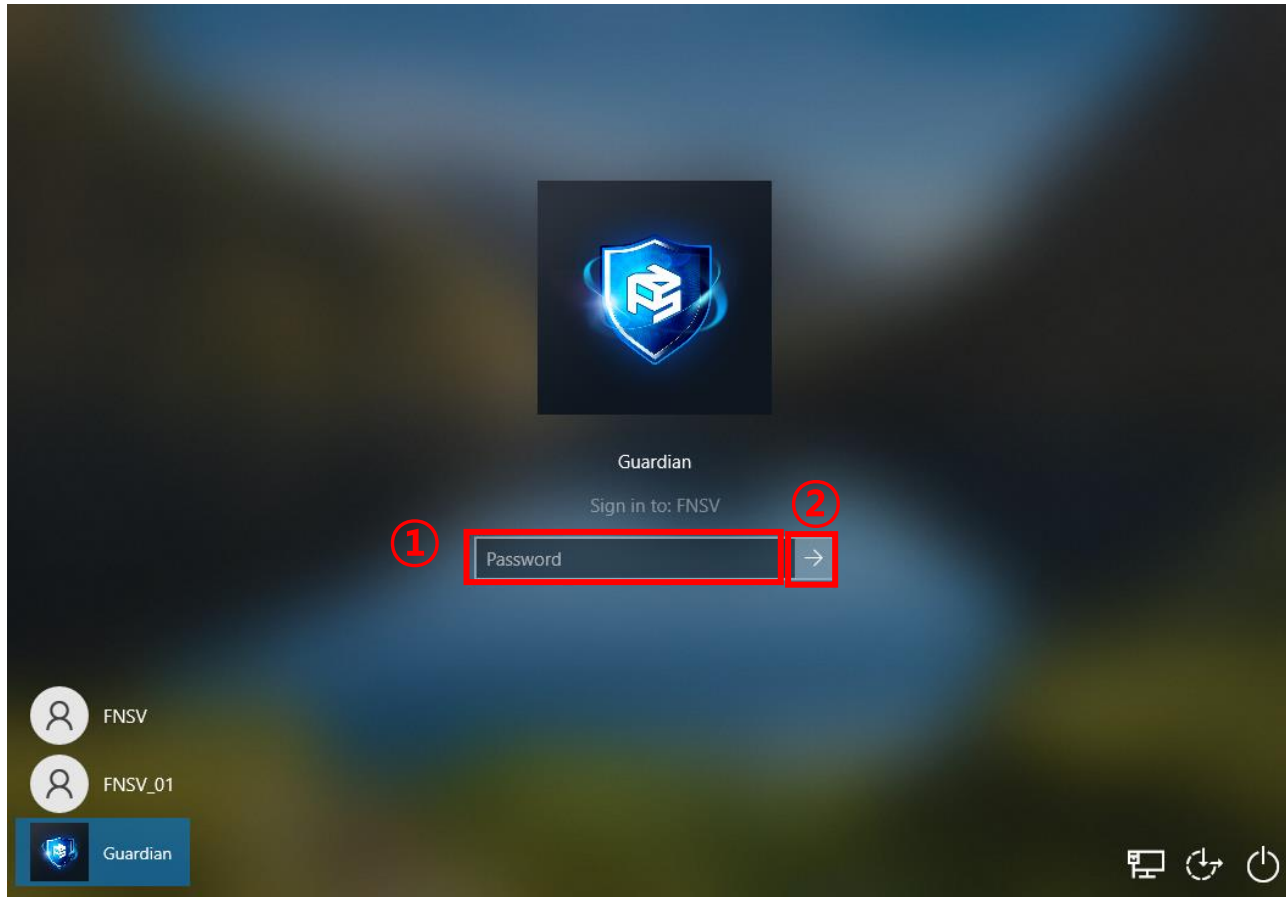 Guardian
Sign in to: FNSV
②
①
Password
FNSV
FNSV_01
Guardian